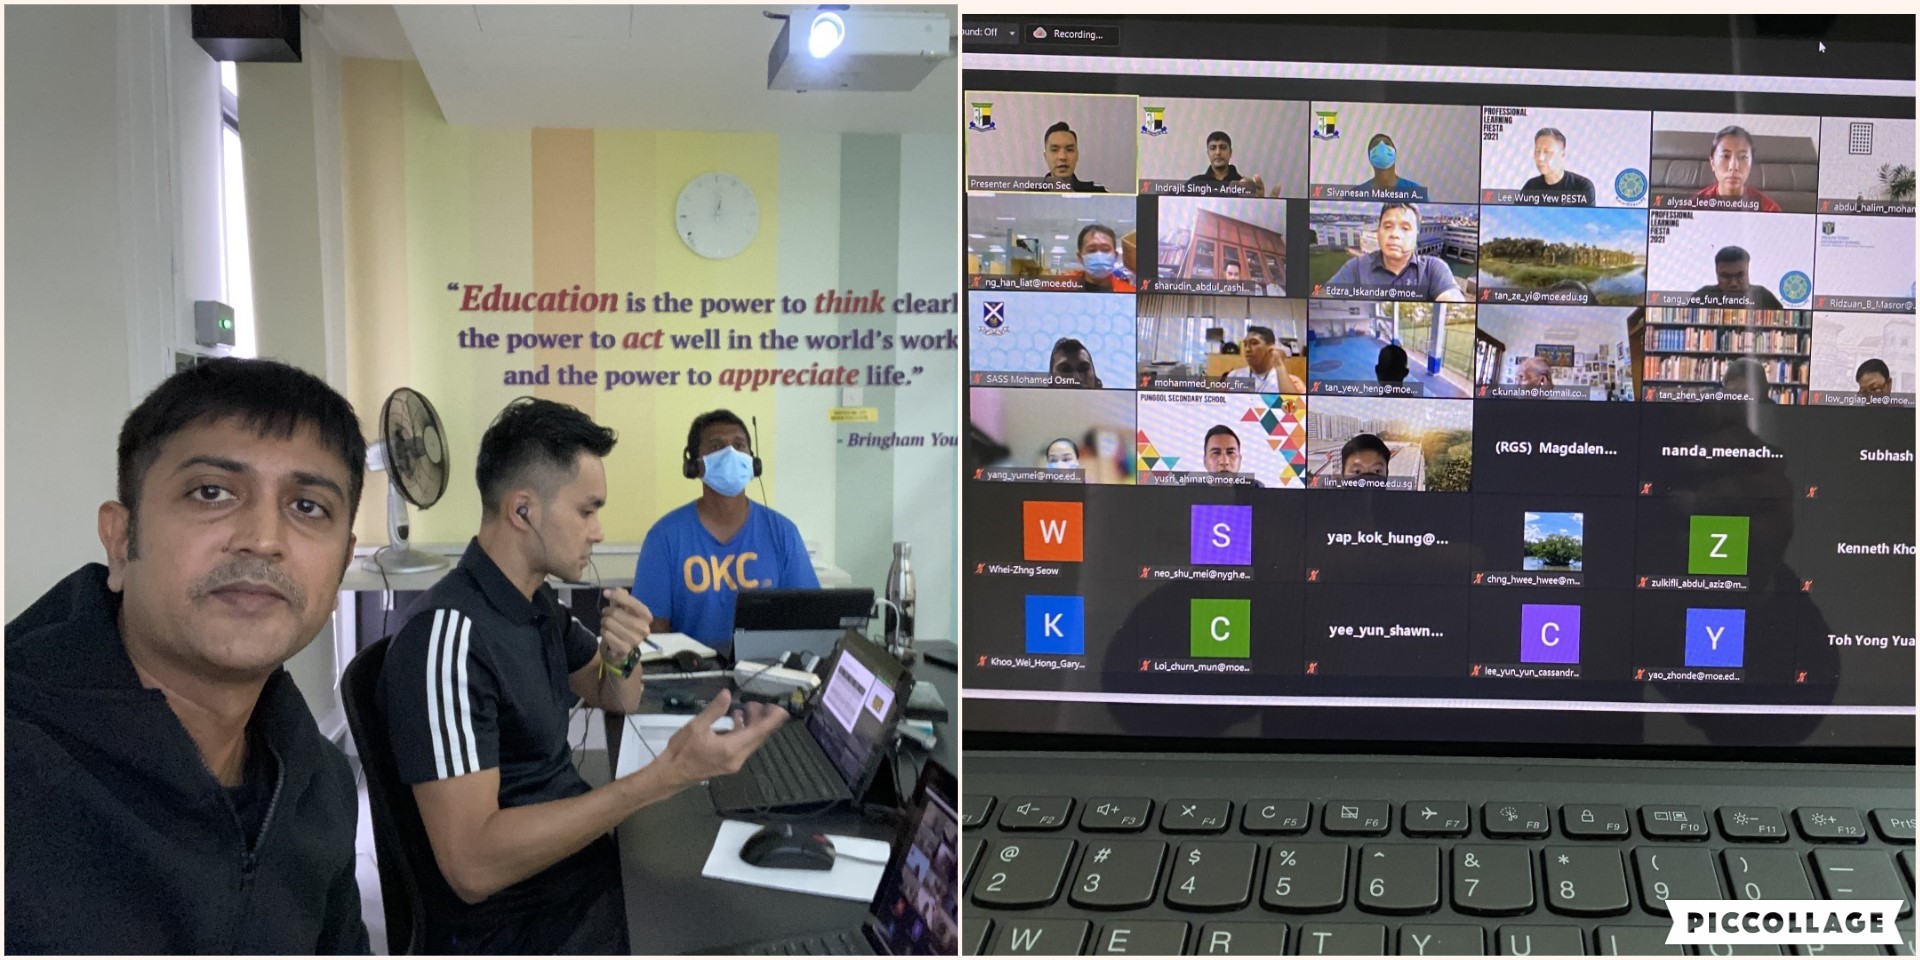 “Education is the power to think clearl
the power to act well in the world's work
and the power to appreciate life.”
- Bringham You
OKC
ound: Off
Recording...
Presenter Anderson Sec
Indrajit Singh - Ander...
Sivanesan Makesan A...
PROFESSIONAL
LEARNING
FIESTA
2021
Lee Wung Yew PESTA
alyssa_lee@mo.edu.sg
abdul_halim_mohan
ng_han_liat@moe.edu...
sharudin_abdul_rashi...
Edzra_Iskandar@moe...
tan_ze_yi@moe.edu.sg
PROFESSIONAL
LEARNING
FIESTA
2021
tang_yee_fun_francis...
Ridzuan_B_Masror@...
SASS Mohamed Osm...
mohammed_noor_fir...
tan_yew_heng@moe...
c.kunalan@hotmail.co...
tan_zhen_yan@moe.e...
low_ngiap_lee@moe...
yang_yumei@moe.ed...
PUNGGOL SECONDARY SCHOOL
yusri_ahmat@moe.ed...
lim_wee@moe.edu.sg
(RGS) Magdalen...
nanda_meenach...
Subhash
W
Whei-Zhng Seow
S
neo_shu_mei@nygh.e...
yap_kok_hung@...
chng_hwee_hwee@m...
Z
zulkifli_abdul_aziz@m...
Kenneth Kho
K
Khoo_Wei_Hong_Gary...
C
Loi_churn_mun@moe...
yee_yun_shawn...
C
lee_yun_yun_cassandr...
Y
yao_zhonde@moe.ed...
Toh Yong Yua
F1 F2 F3 F4 F5 F6 F7 F8 F9 F10 F11 F12 PrtS
@ # $ % ^ & * ( ) —
2 3 4 5 6 7 8 9 0 -
W E R T Y U I O P
PICCOLLAGE